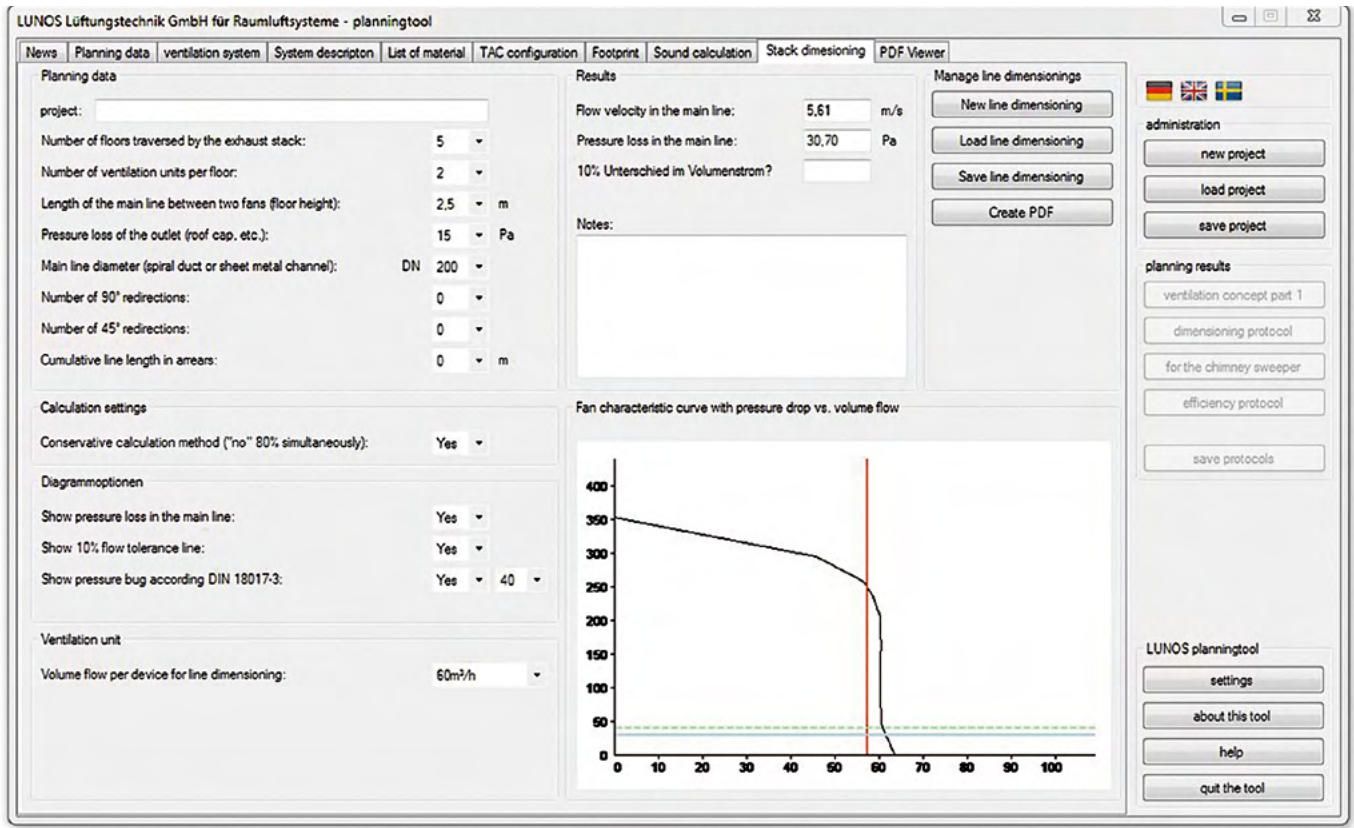 LUNOS Lüftungstechnik GmbH für Raumluftsysteme - planningtool
News
Planning data
ventilation system
System descripton
List of material
TAC configuration
Footprint
Sound calculation
Stack dimesioning
PDF Viewer
Planning data
project:
Number of floors traversed by the exhaust stack: 5
Number of ventilation units per floor: 2
Length of the main line between two fans (floor height): 2,5 m
Pressure loss of the outlet (roof cap, etc.): 15 Pa
Main line diameter (spiral duct or sheet metal channel): DN 200
Number of 90° redirections: 0
Number of 45° redirections: 0
Cumulative line length in arrears: 0 m
Calculation settings
Conservative calculation method ("no" 80% simultaneously): Yes
Diagrammoptionen
Show pressure loss in the main line: Yes
Show 10% flow tolerance line: Yes
Show pressure bug according DIN 18017-3: Yes 40
Ventilation unit
Volume flow per device for line dimensioning: 60m³/h
Results
Flow velocity in the main line: 5,61 m/s
Pressure loss in the main line: 30,70 Pa
10% Unterschied im Volumenstrom?
Notes:
Manage line dimensionings
New line dimensioning
Load line dimensioning
Save line dimensioning
Create PDF
Fan characteristic curve with pressure drop vs. volume flow
400
350
300
250
200
150
100
50
0
0 10 20 30 40 50 60 70 80 90 100
administration
new project
load project
save project
planning results
ventilation concept part 1
dimensioning protocol
for the chimney sweeper
efficiency protocol
save protocols
LUNOS planningtool
settings
about this tool
help
quit the tool